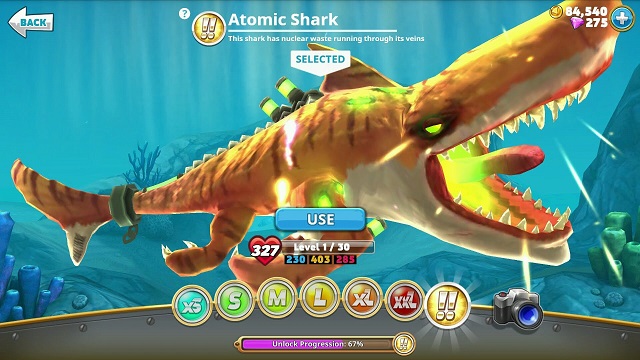 BACK
?
!!
Atomic Shark
This shark has nuclear waste running through its veins
84,540
275
SELECTED
USE
327
Level 1 / 30
230 403 285
XS S M L XL XXL !!
Unlock Progression: 67%
!!